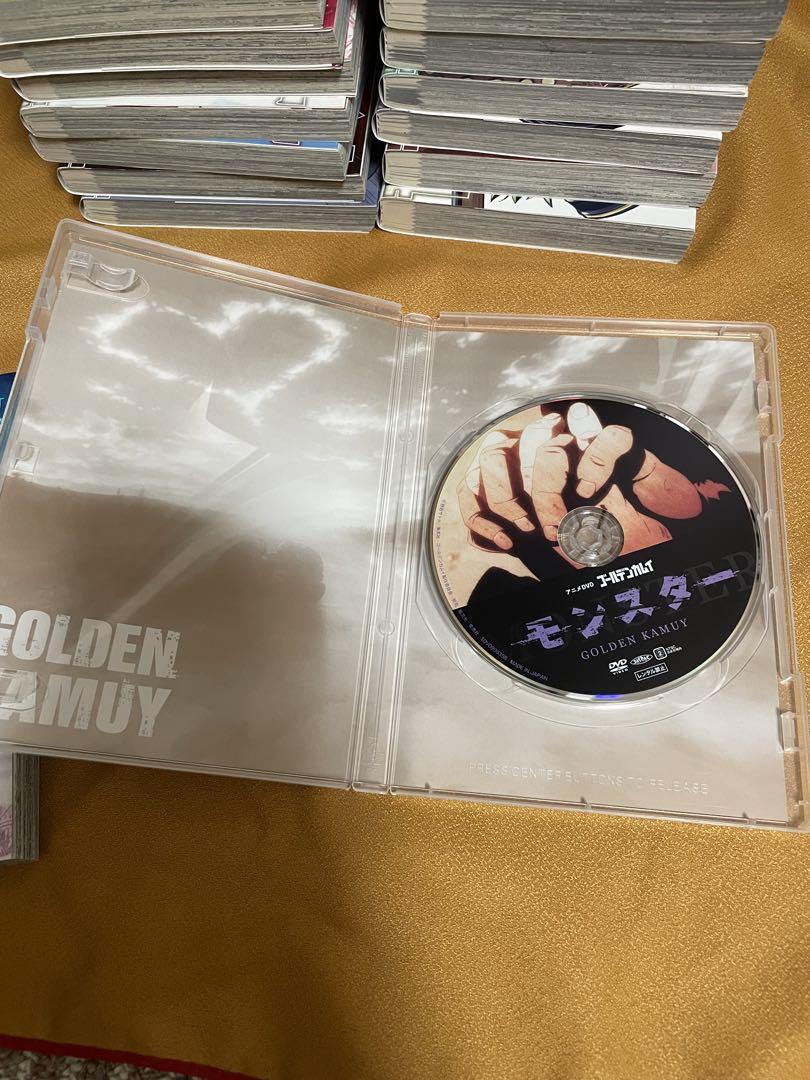 GOLDEN
KAMUY
アニメDVD ゴールデンカムイ
モンスター
MONSTER
GOLDEN KAMUY
DVD
VIDEO
レンタル禁止
MADE IN JAPAN
PRESS CENTER BUTTONS TO RELEASE